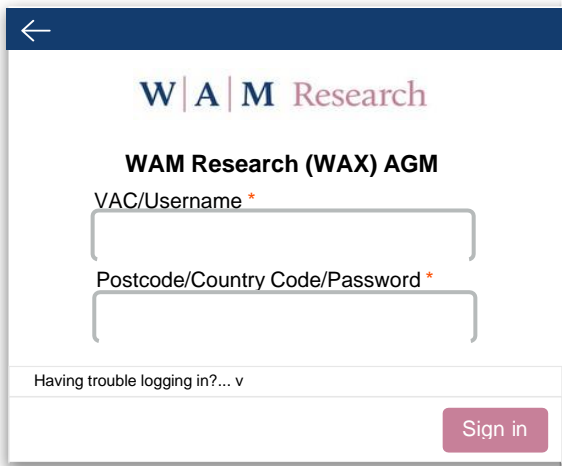 W|A|M Research
WAM Research (WAX) AGM
VAC/Username *
Postcode/Country Code/Password *
Having trouble logging in?... v
Sign in